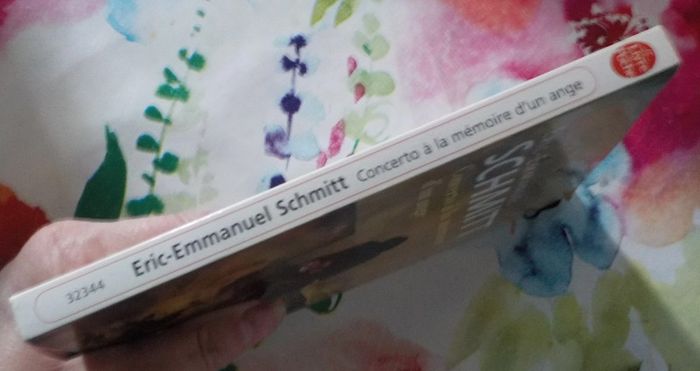 32344 Eric-Emmanuel Schmitt Concerto à la mémoire d'un ange
SCHMITT